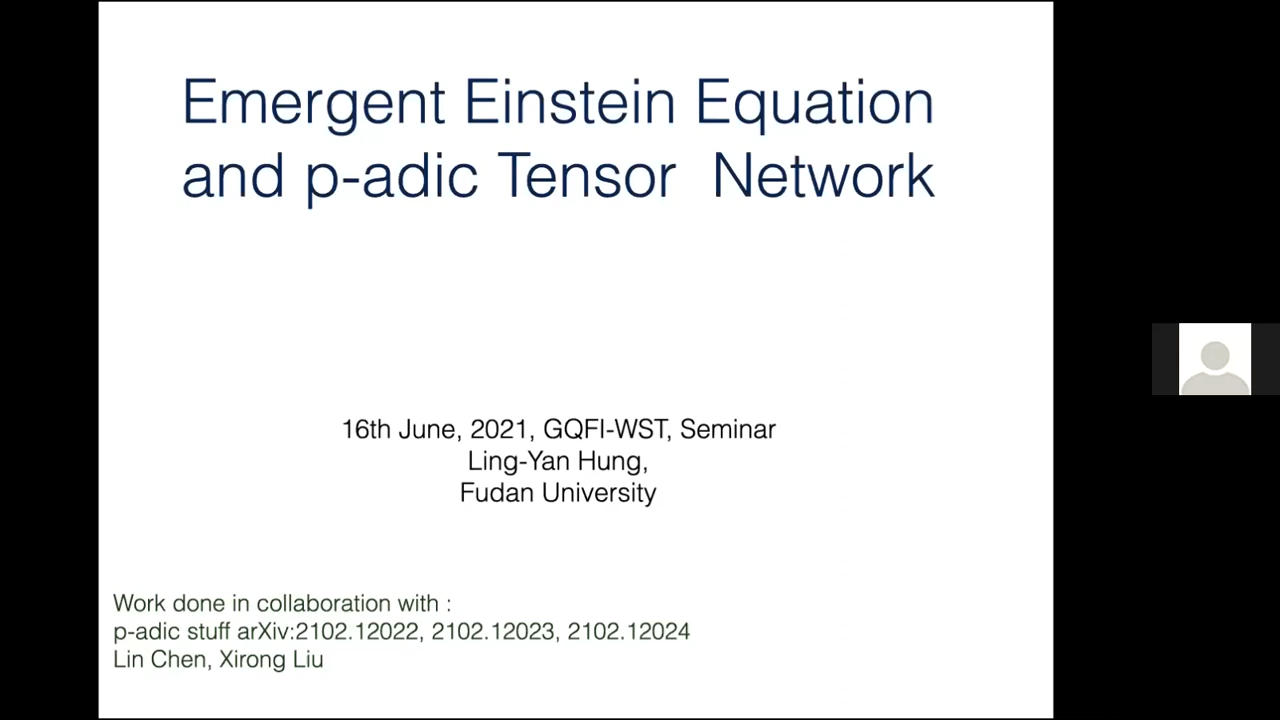 Emergent Einstein Equation
and p-adic Tensor Network
16th June, 2021, GQFI-WST, Seminar
Ling-Yan Hung,
Fudan University
Work done in collaboration with :
p-adic stuff arXiv:2102.12022, 2102.12023, 2102.12024
Lin Chen, Xirong Liu